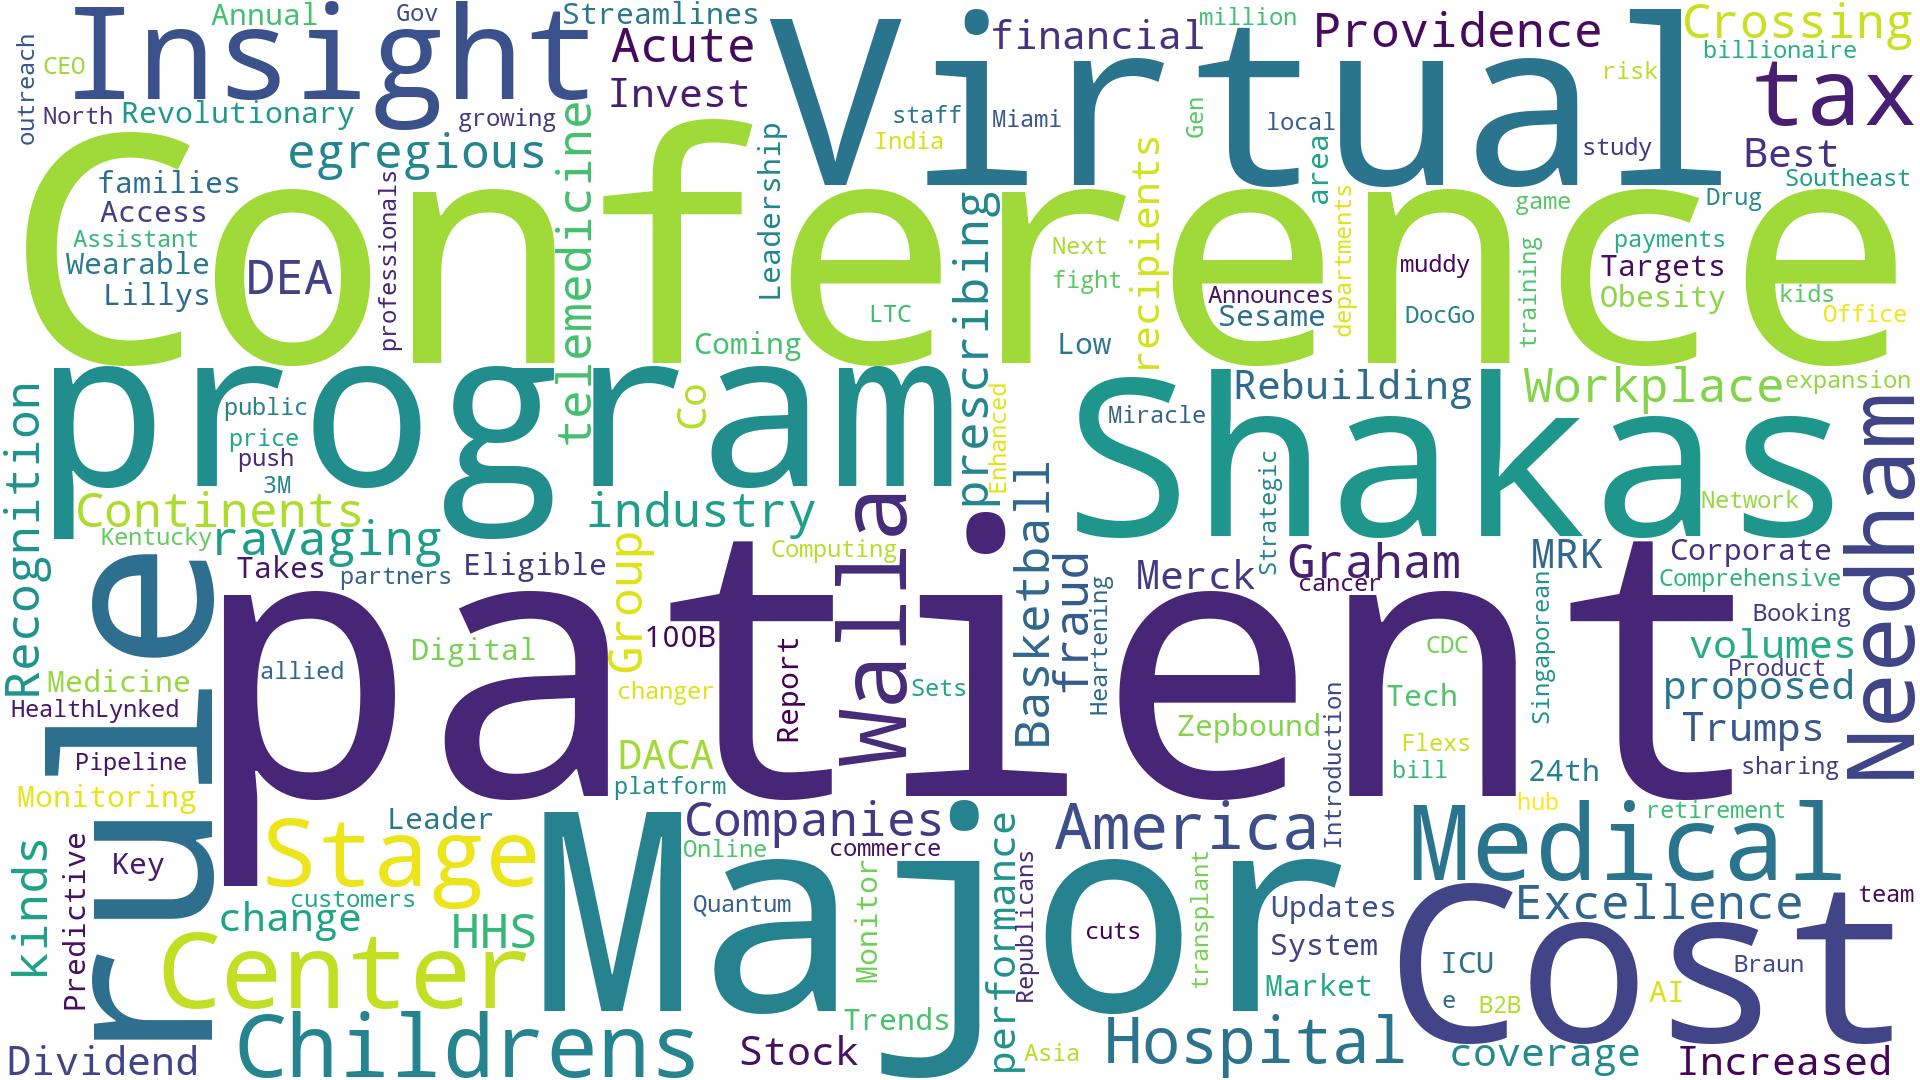 Insight
Annual
Gov
Streamlines
Virtual
financial
million
Providence
Crossing
outreach
CEO
Acute
billionaire
risk
tax
North
Revolutionary
growing
Invest
staff
Miami
Gen
local
India
study
Best
egregious
telemedicine
Leadership
recipients
area
Southeast
Conference
families
Access
Assistant
Wearable
Lillys
DEA
professionals
prescribing
Next
fight
departments
game
Drug
muddy
training
payments
Targets
Obesity
kids
Office
LTC
Announces
Sesame
DocGo
Coming
Low
program
Co
Shakas
Rebuilding
Workplace
expansion
Recognition
public
price
push
3M
Enhanced
Miracle
Needham
Continents
industry
Walla
Basketball
Strategic
Network
Kentucky
ravaging
rule
Takes
partners
Eligible
Group
Computing
fraud
Merck
Graham
cancer
MRK
Corporate
Comprehensive
Heartening
Singaporean
Booking
patient
100B
Digital
allied
Report
Sets
CDC
volumes
Product
Medicine
HealthLynked
changer
Tech
proposed
Zepbound
Introduction
Trumps
DACA
Flexs
Pipeline
platform
bill
24th
sharing
Monitoring
hub
retirement
Leader
Companies
America
Medical
Stage
Major
performance
Online
commerce
kinds
Predictive
Key
customers
change
Quantum
Monitor
Republicans
transplant
Updates
Excellence
team
HHS
cuts
System
Cost
Center
ICU
Braun
Market
e
B2B
AI
Trends
Childrens
Dividend
Stock
Asia
Hospital
coverage
Increased